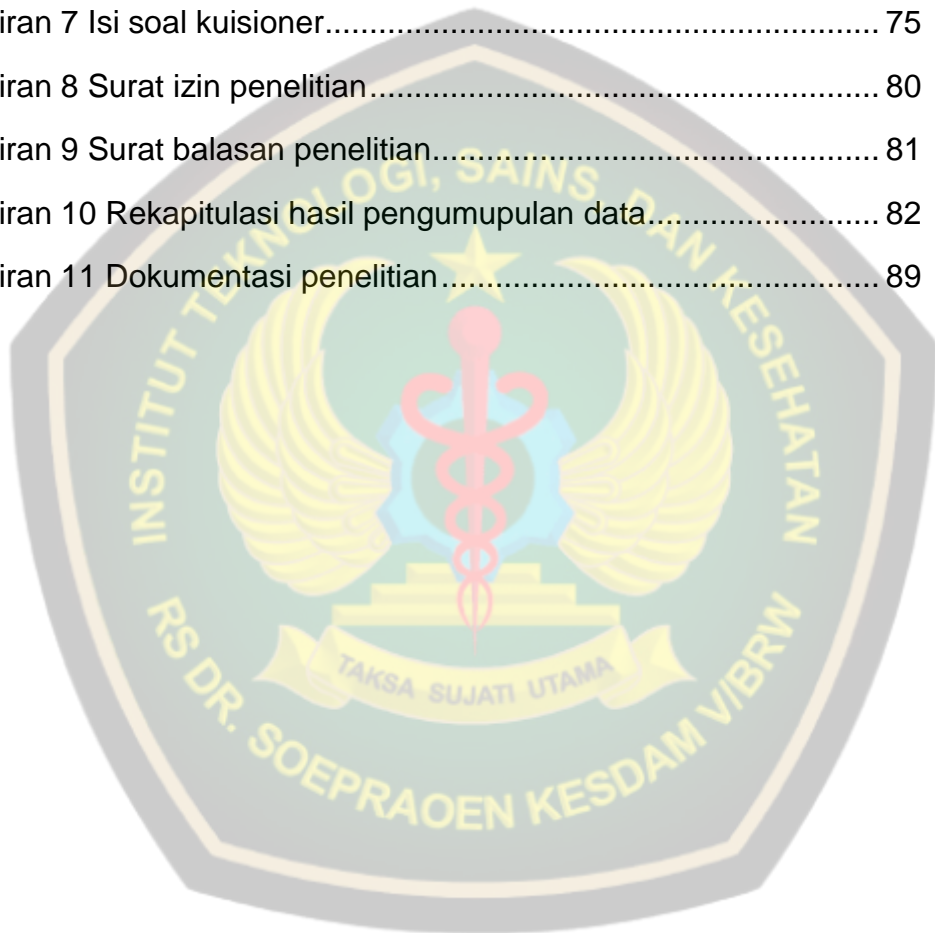 iran 7 Isi soal kuisioner.............................................................. 75
iran 8 Surat izin penelitian......................................................... 80
iran 9 Surat balasan penelitian.................................................. 81
iran 10 Rekapitulasi hasil pengumupulan data.......................... 82
iran 11 Dokumentasi penelitian................................................. 89
INSTITUT TEKNOLOGI, SAINS, DAN KESEHATAN
TAKSA SUJATI UTAMA
RS DR. SOEPRAOEN KESDAM V/BRW